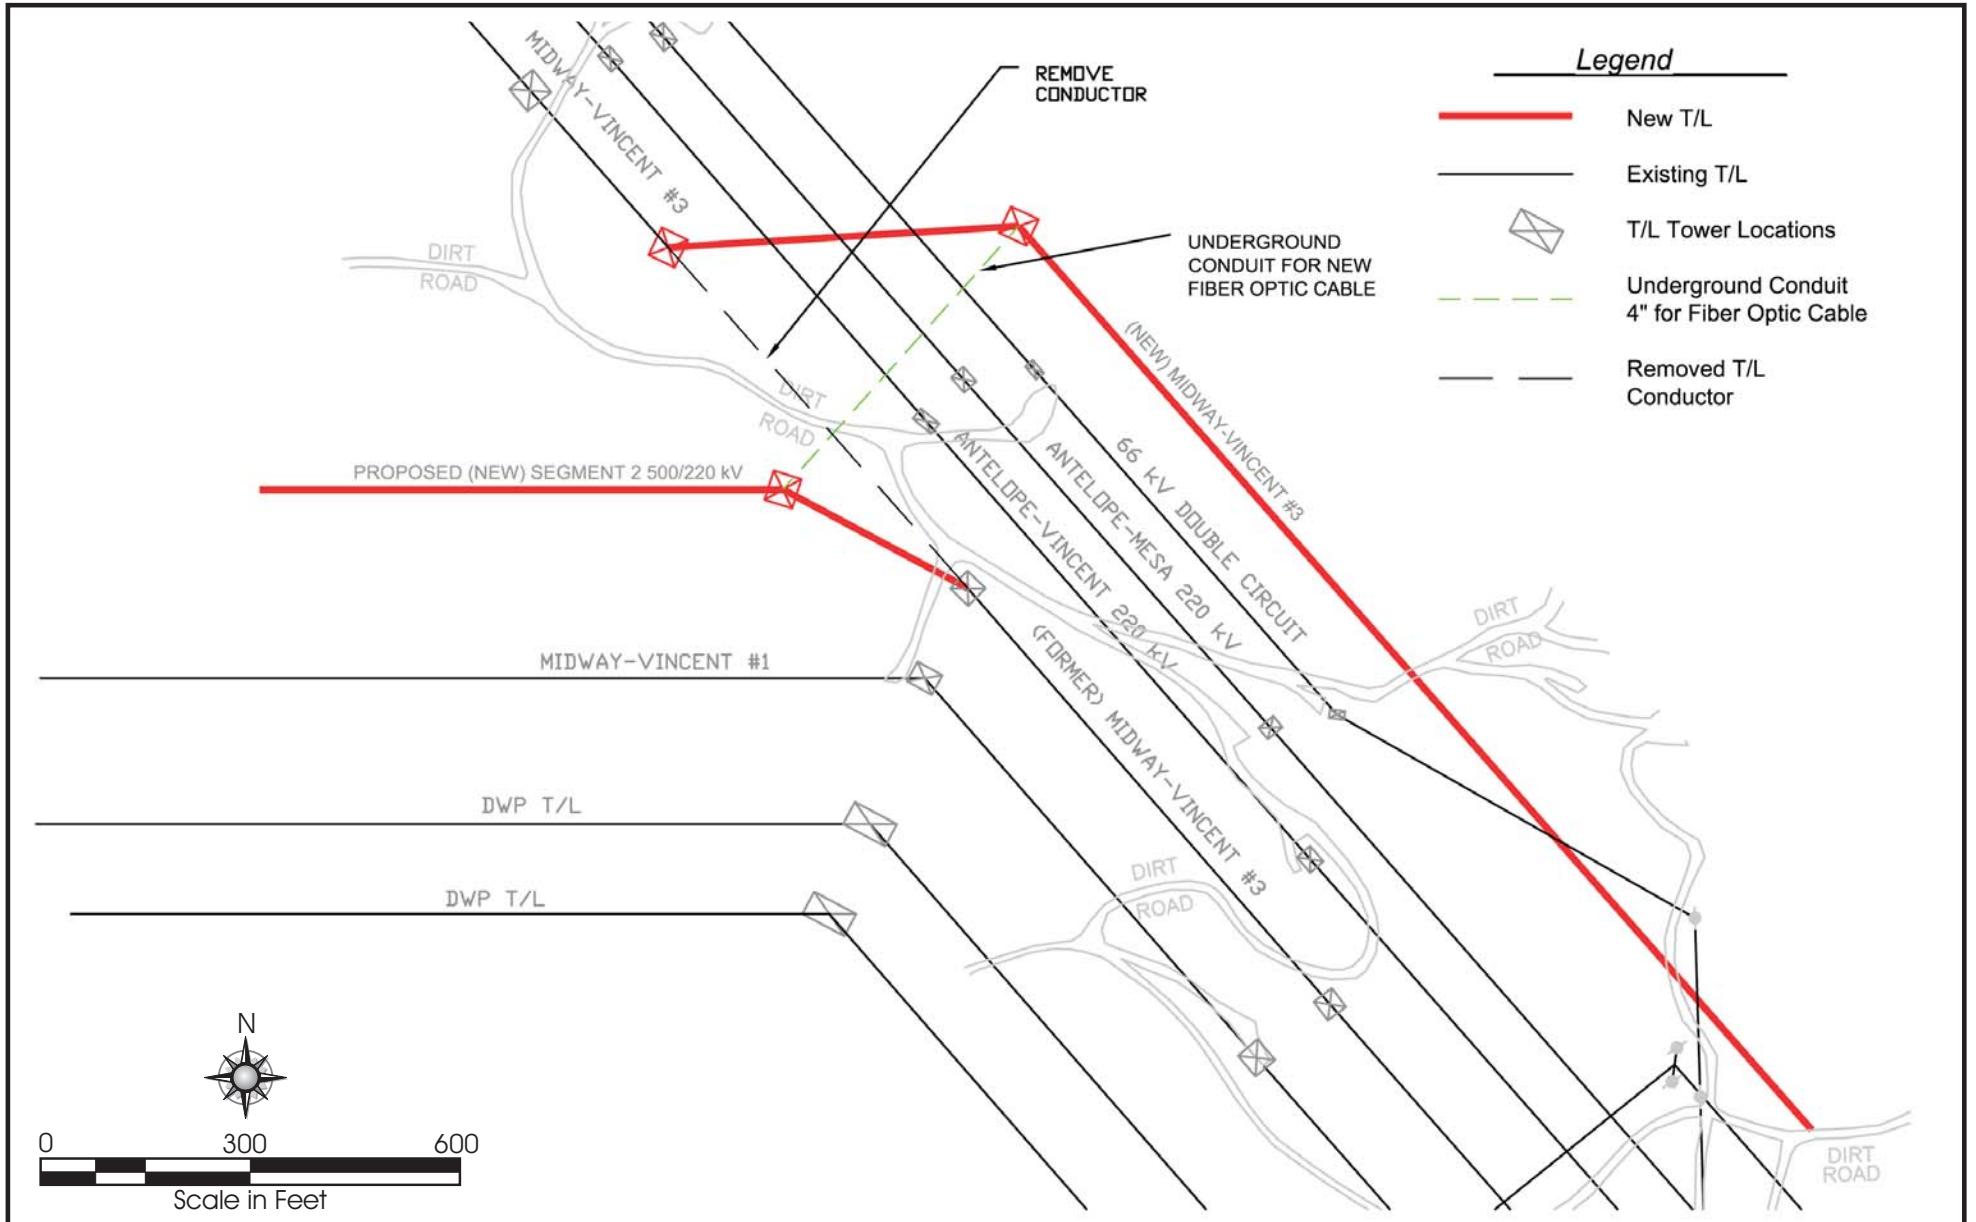 Legend
New T/L
Existing T/L
T/L Tower Locations
Underground Conduit
4" for Fiber Optic Cable
Removed T/L
Conductor
MIDWAY-VINCENT #3
REMOVE
CONDUCTOR
UNDERGROUND
CONDUIT FOR NEW
FIBER OPTIC CABLE
DIRT
ROAD
(NEW) MIDWAY-VINCENT #3
DIRT
ROAD
PROPOSED (NEW) SEGMENT 2 500/220 kV
ANTELOPE-VINCENT 220 kV
ANTELOPE-MESA 220 kV
66 kV DOUBLE CIRCUIT
DIRT
ROAD
MIDWAY-VINCENT #1
(FORMER) MIDWAY-VINCENT #3
DWP T/L
DIRT
ROAD
DWP T/L
N
0 300 600
Scale in Feet
DIRT
ROAD